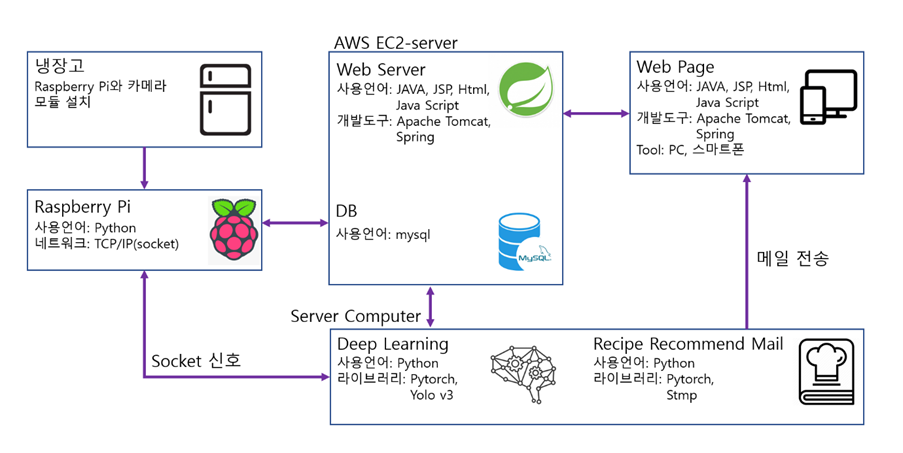 냉장고
Raspberry Pi와 카메라
모듈 설치
AWS EC2-server
Web Server
사용언어: JAVA, JSP, Html,
Java Script
개발도구: Apache Tomcat,
Spring
DB
사용언어: mysql
MySQL
Web Page
사용언어: JAVA, JSP, Html,
Java Script
개발도구: Apache Tomcat,
Spring
Tool: PC, 스마트폰
Raspberry Pi
사용언어: Python
네트워크: TCP/IP(socket)
메일 전송
Socket 신호
Server Computer
Deep Learning
사용언어: Python
라이브러리: Pytorch,
Yolo v3
Recipe Recommend Mail
사용언어: Python
라이브러리: Pytorch,
Stmp